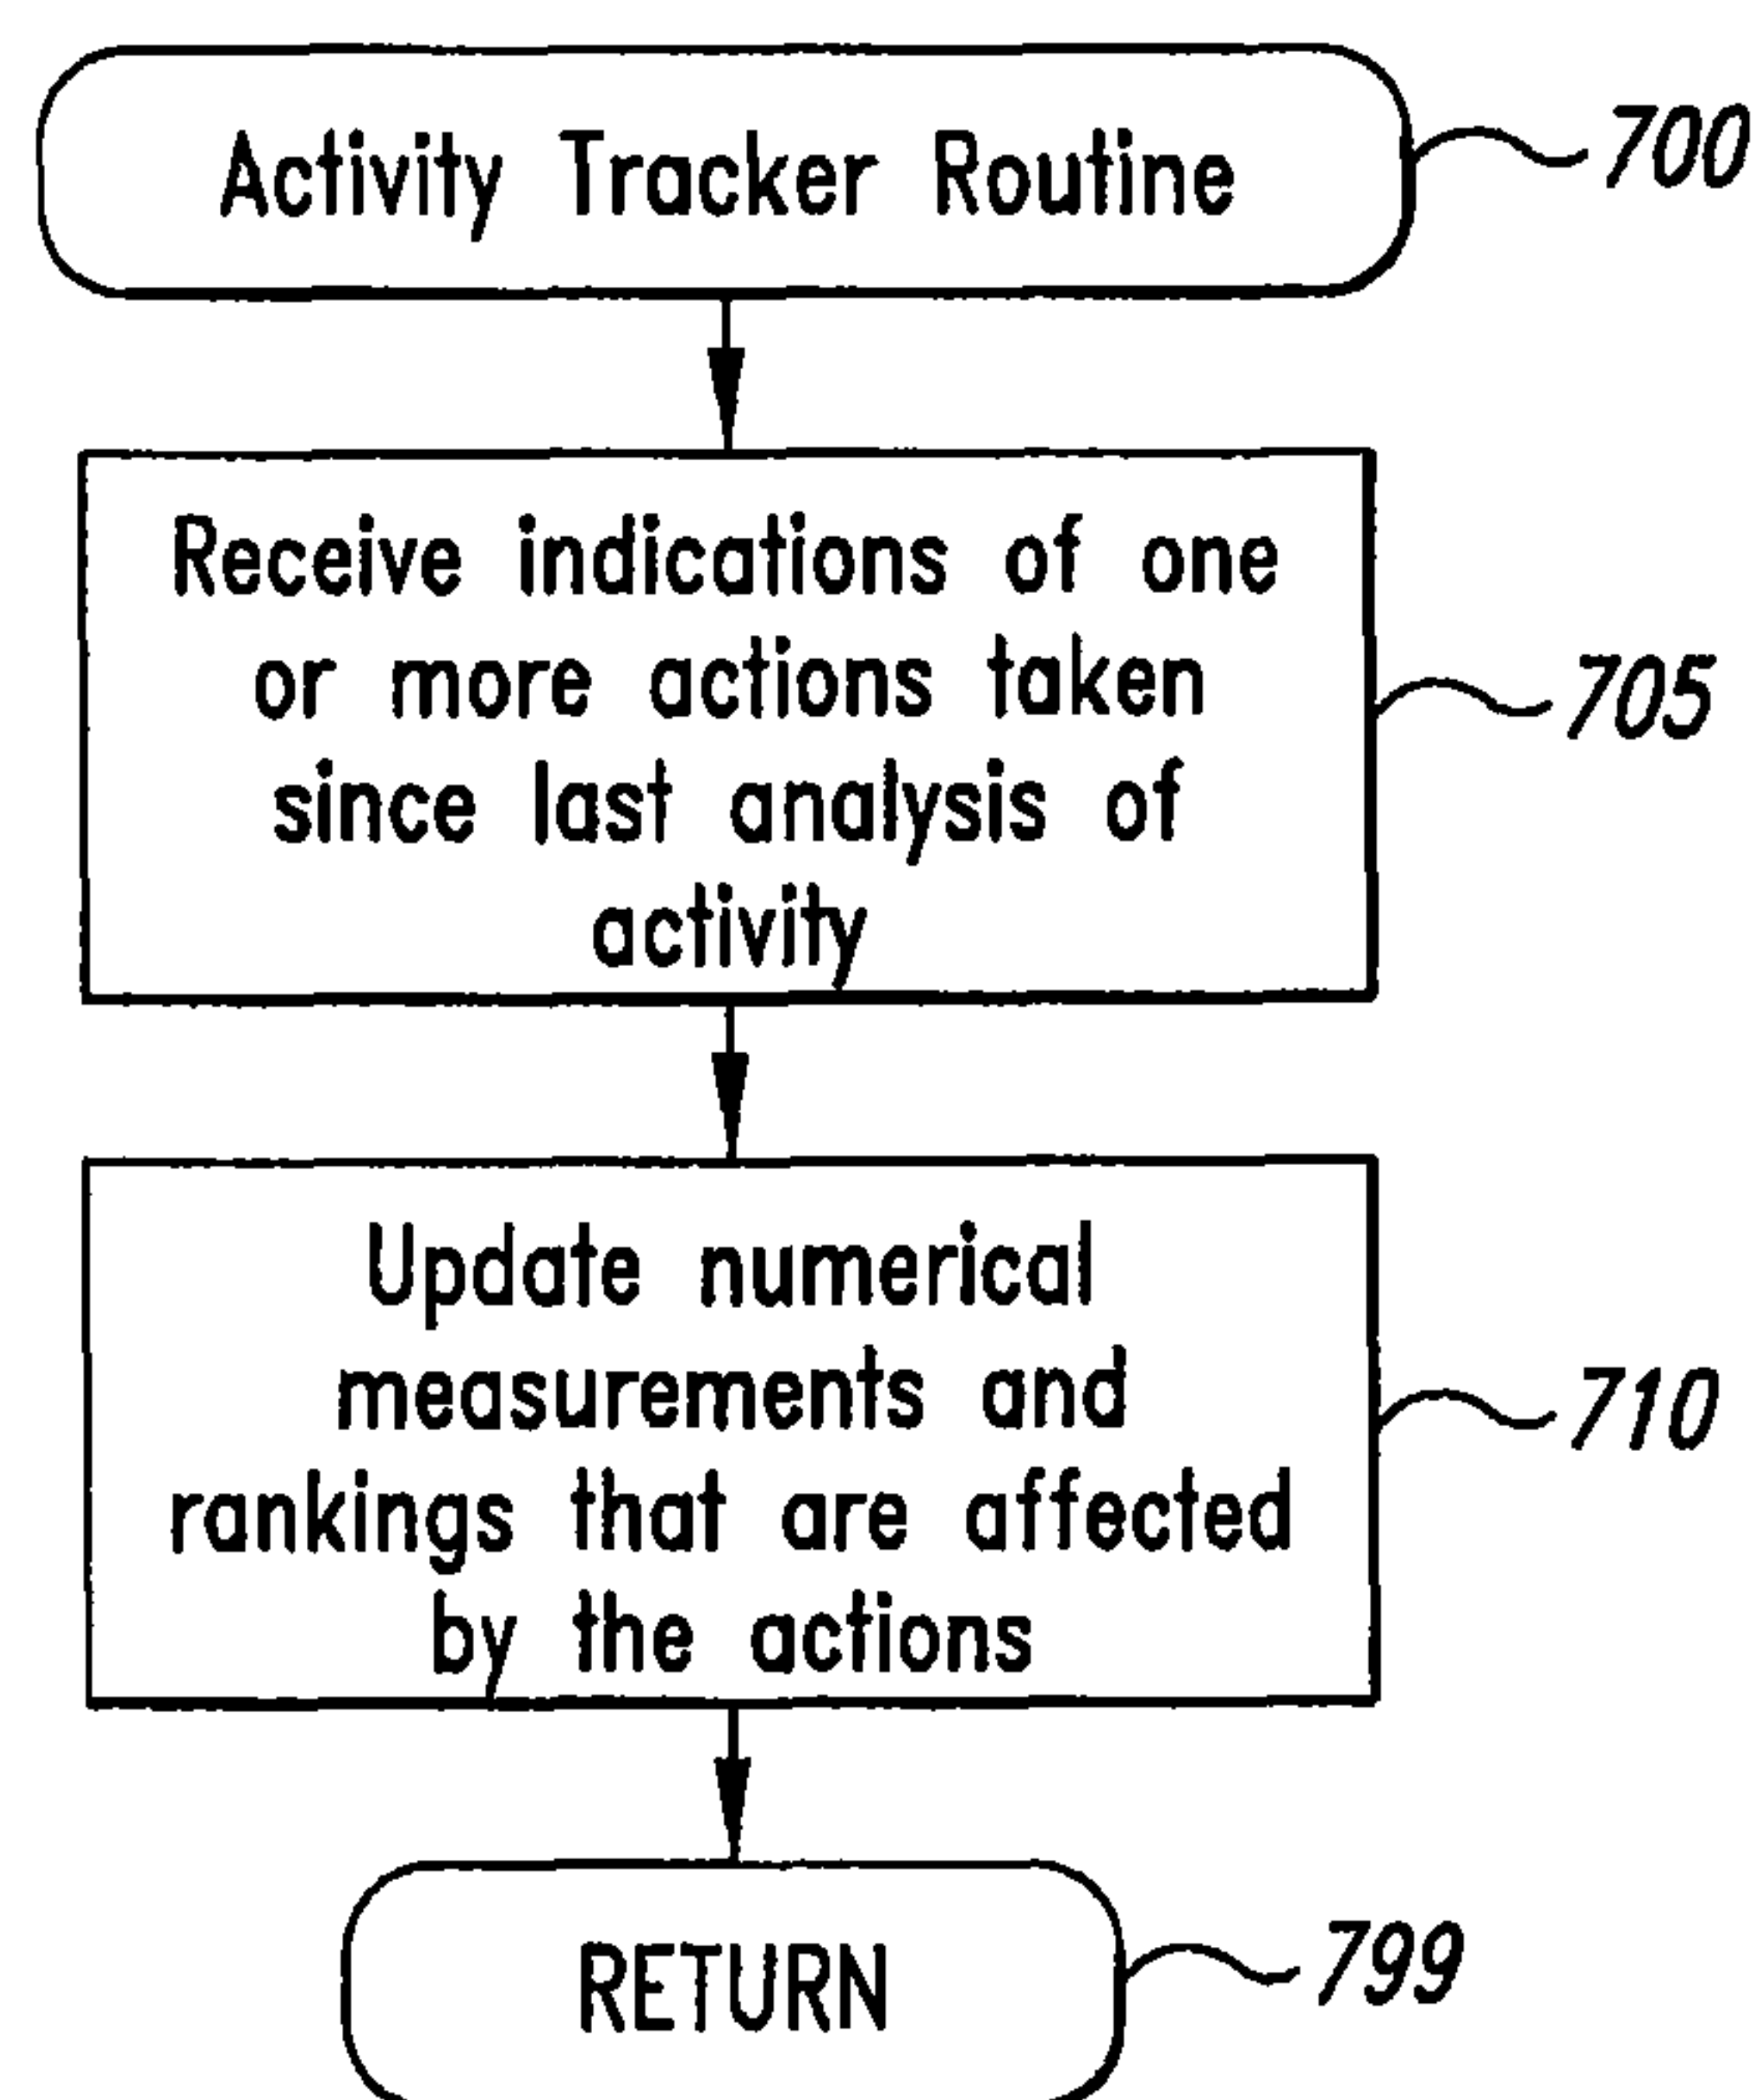 Activity Tracker Routine
700
Receive indications of one
or more actions taken
since last analysis of
activity
705
Update numerical
measurements and
rankings that are affected
by the actions
710
RETURN
799